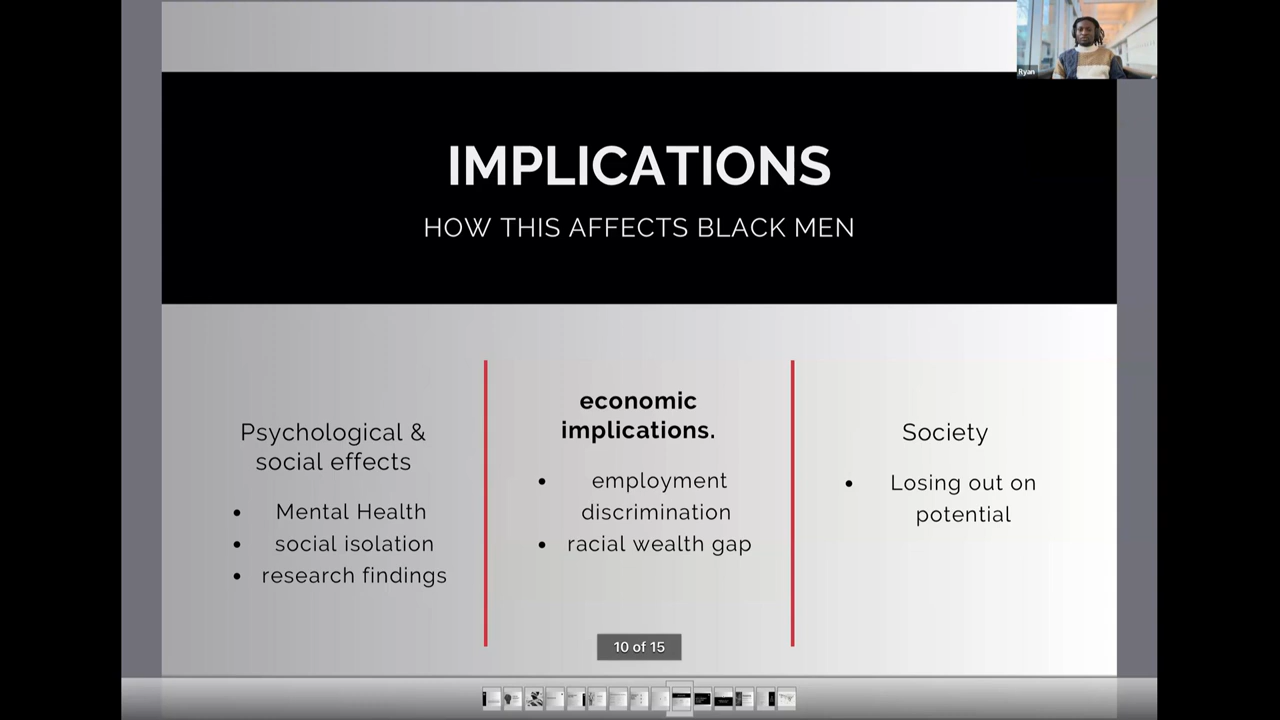 Ryan
IMPLICATIONS
HOW THIS AFFECTS BLACK MEN
Psychological &
social effects
• Mental Health
• social isolation
• research findings
economic
implications.
• employment
discrimination
• racial wealth gap
Society
• Losing out on
potential
10 of 15